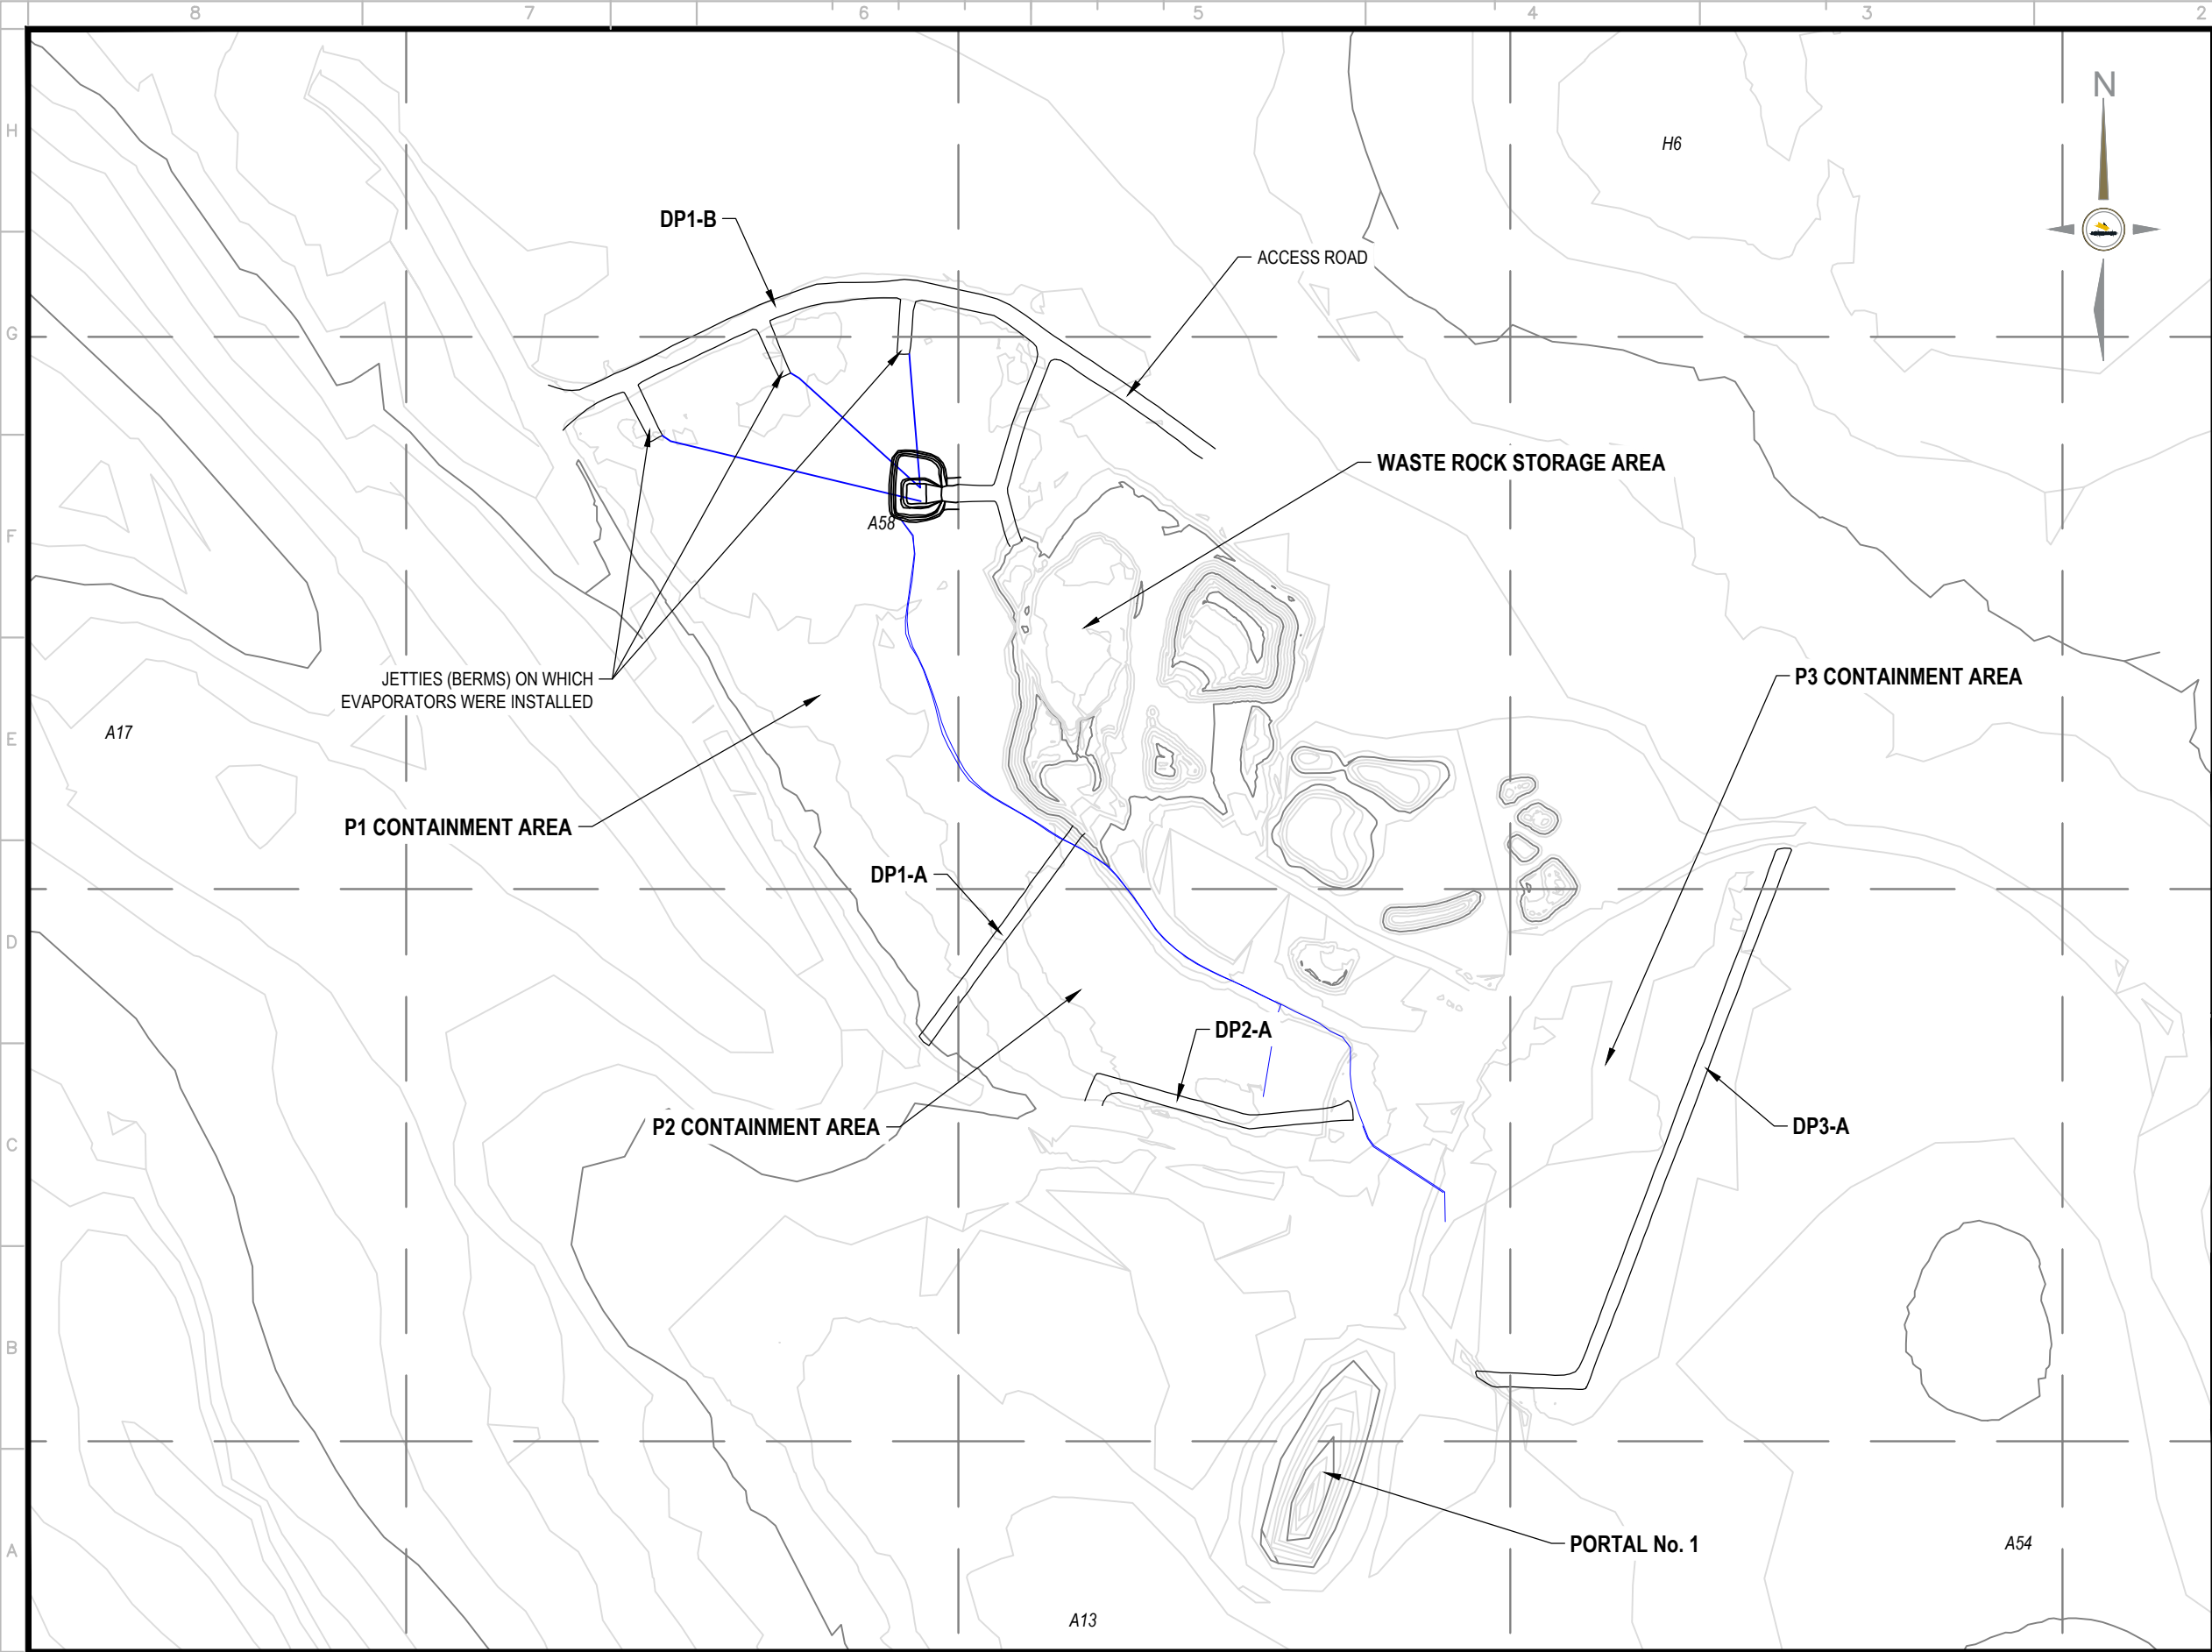 8 7 6 5 4 3 2
H
N
H6
DP1-B
ACCESS ROAD
G
WASTE ROCK STORAGE AREA
A58
F
JETTIES (BERMS) ON WHICH
EVAPORATORS WERE INSTALLED
P3 CONTAINMENT AREA
A17
E
P1 CONTAINMENT AREA
DP1-A
D
DP2-A
P2 CONTAINMENT AREA
DP3-A
C
B
PORTAL No. 1
A54
A
A13